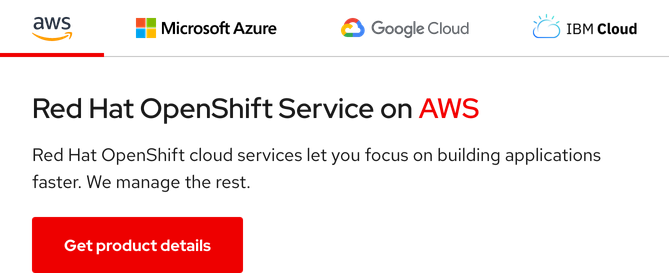 aws
Microsoft Azure
Google Cloud
IBM Cloud
Red Hat OpenShift Service on AWS
Red Hat OpenShift cloud services let you focus on building applications
faster. We manage the rest.
Get product details